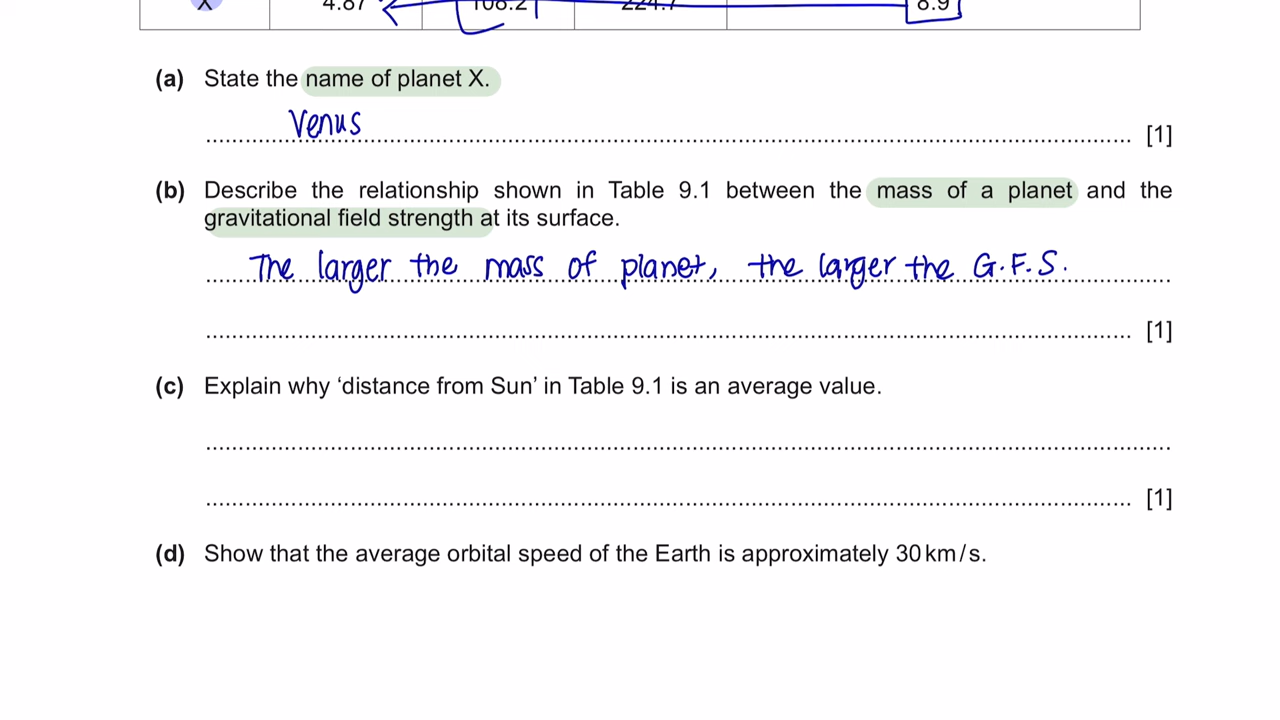 X 4.87 108.2 224.7 8.9
(a) State the name of planet X.
Venus
[1]
(b) Describe the relationship shown in Table 9.1 between the mass of a planet and the
gravitational field strength at its surface.
The larger the mass of planet, the larger the G.F.S.
[1]
(c) Explain why ‘distance from Sun’ in Table 9.1 is an average value.
[1]
(d) Show that the average orbital speed of the Earth is approximately 30 km / s.